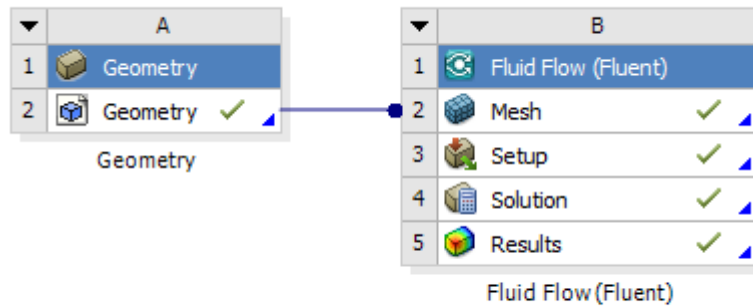 A
1 Geometry
2 Geometry
Geometry
B
1 Fluid Flow (Fluent)
2 Mesh
3 Setup
4 Solution
5 Results
Fluid Flow (Fluent)